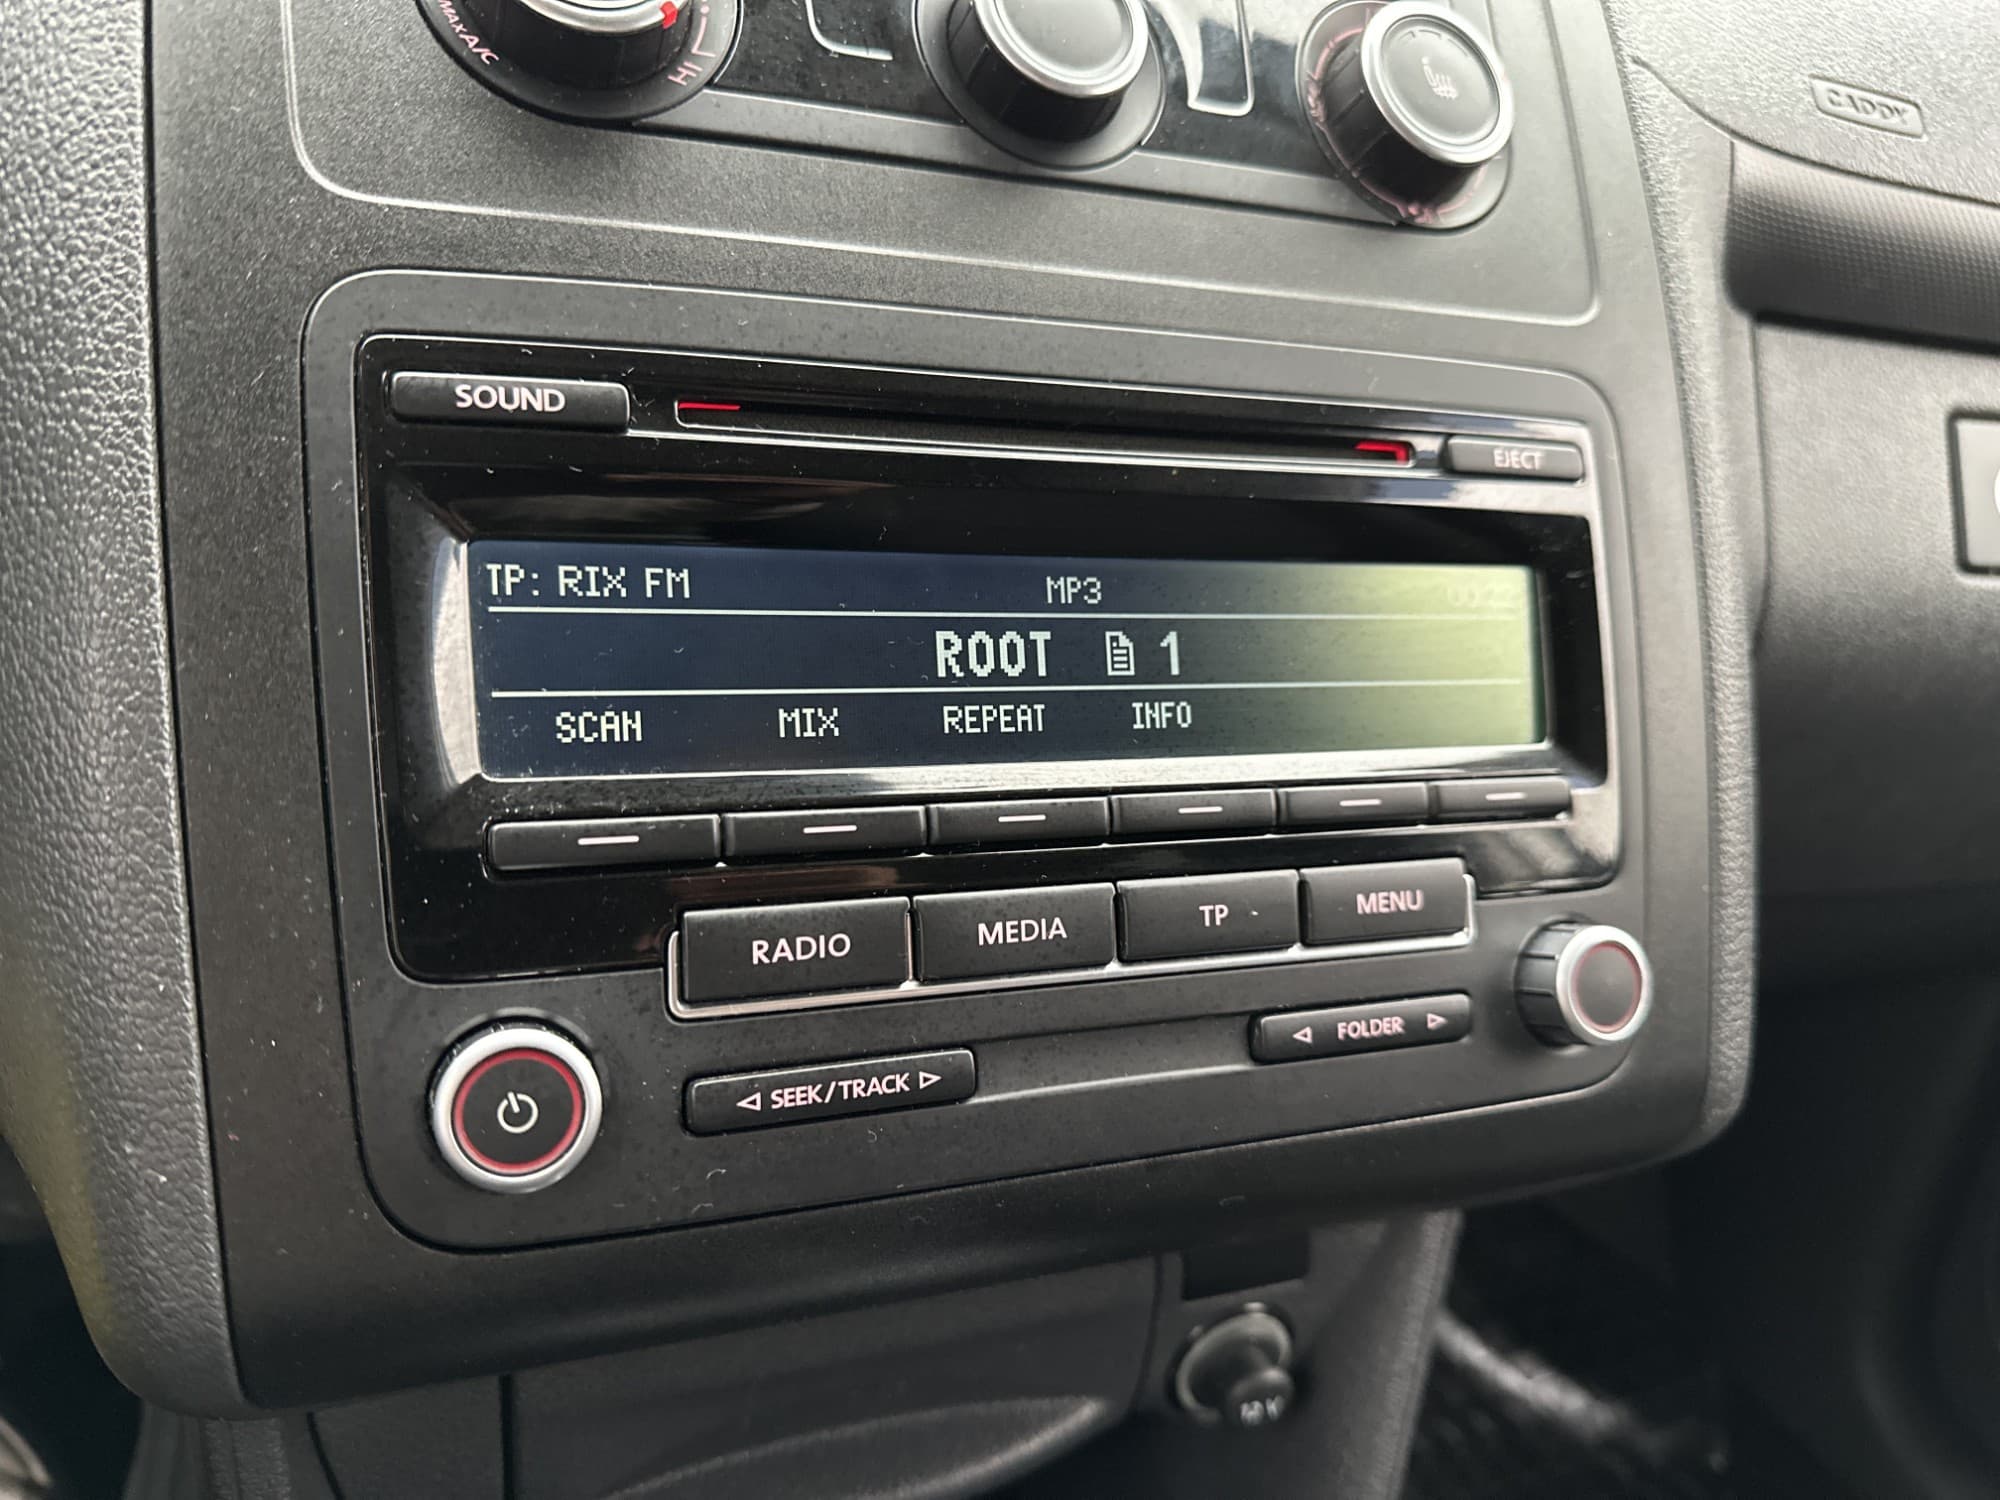 MAX A/C
HI
CADDY
SOUND
EJECT
TP: RIX FM
MP3
ROOT 1
SCAN MIX REPEAT INFO
RADIO MEDIA TP MENU
◁ FOLDER ▷
◁ SEEK/TRACK ▷